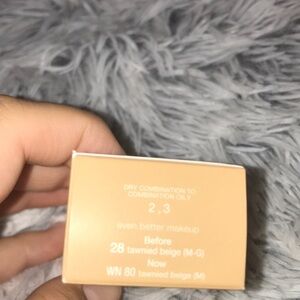 DRY COMBINATION TO
COMBINATION OILY
2 , 3
even better makeup
Before
28 tawnied beige (M-G)
Now
WN 80 tawnied beige (M)